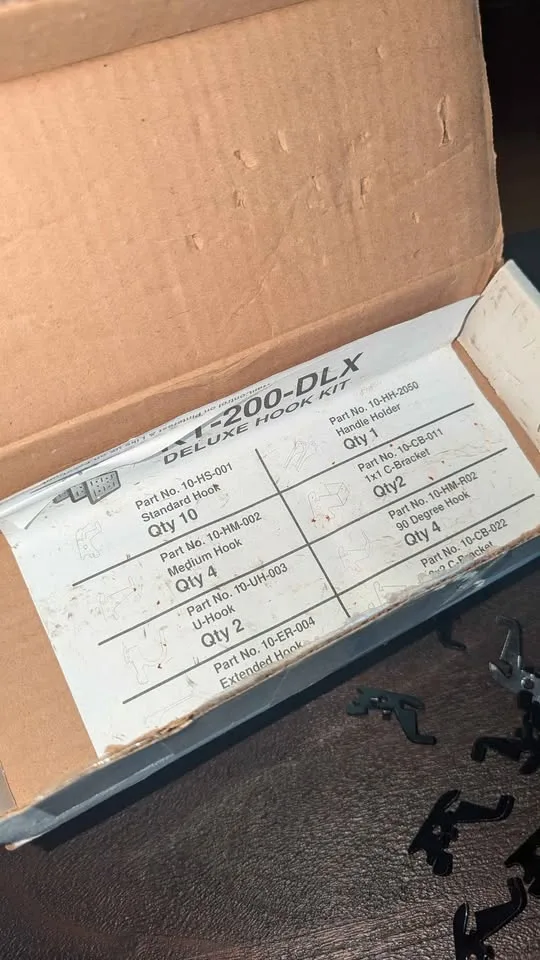 -200-DLX
DELUXE HOOK KIT
Part No. 10-HS-001
Standard Hook
Qty 10
Part No. 10-HM-002
Medium Hook
Qty 4
Part No. 10-UH-003
U-Hook
Qty 2
Part No. 10-ER-004
Extended Hook
Part No. 10-HH-2050
Handle Holder
Qty 1
Part No. 10-CB-011
1x1 C-Bracket
Qty2
Part No. 10-HM-R02
90 Degree Hook
Qty 4
Part No. 10-CB-022
C-Bracket